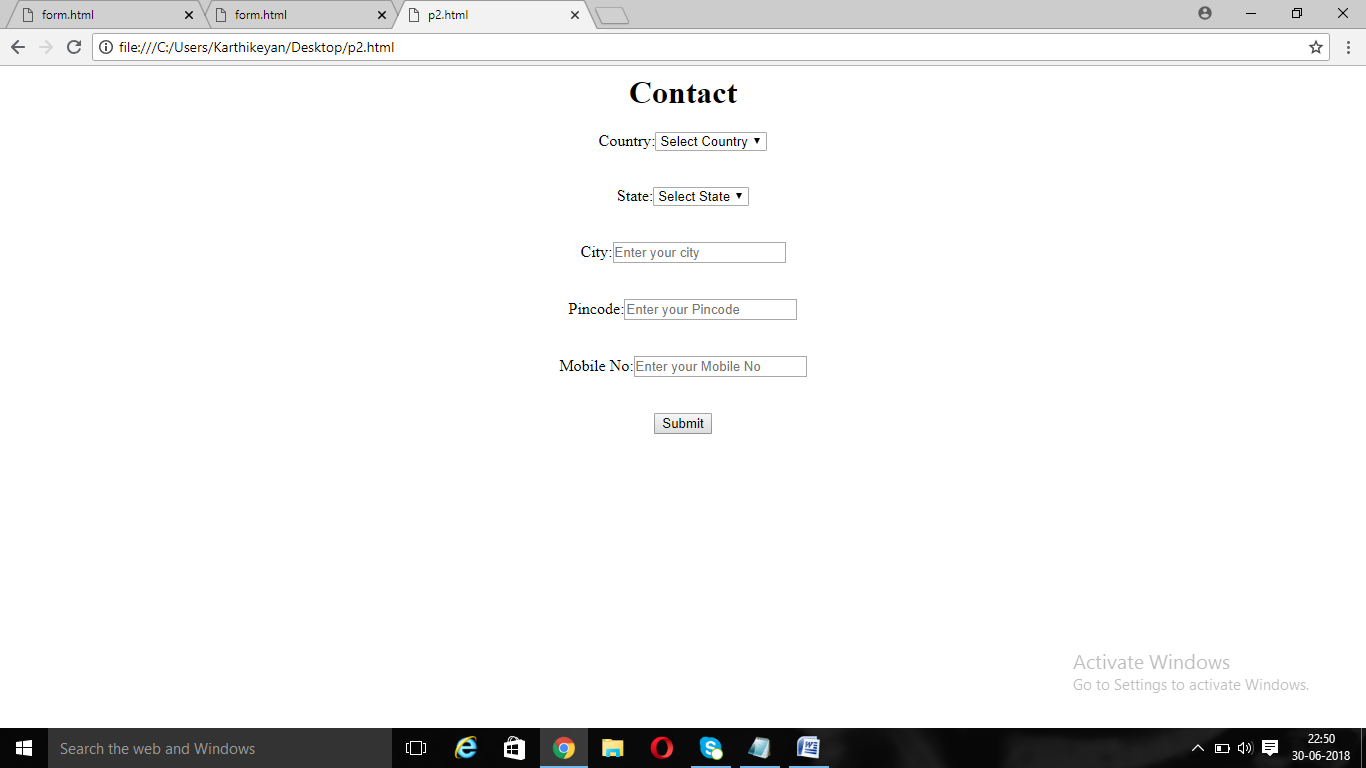 form.html form.html p2.html
file:///C:/Users/Karthikeyan/Desktop/p2.html
Contact
Country: Select Country
State: Select State
City: Enter your city
Pincode: Enter your Pincode
Mobile No: Enter your Mobile No
Submit
Activate Windows
Go to Settings to activate Windows.
Search the web and Windows
22:50
30-06-2018